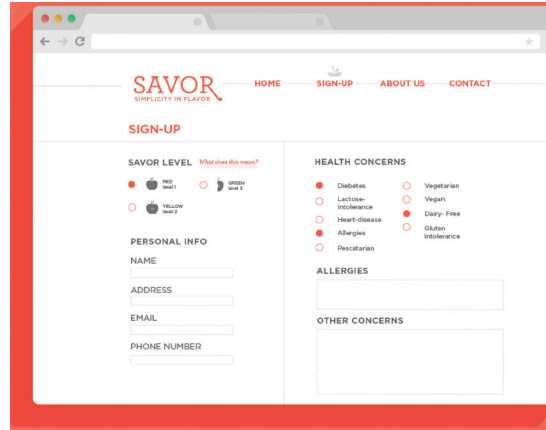 SAVOR
SIMPLICITY IN FLAVOR
HOME
SIGN-UP
ABOUT US
CONTACT
SIGN-UP
SAVOR LEVEL What does this mean?
RED
level 1
GREEN
level 3
YELLOW
level 2
PERSONAL INFO
NAME
ADDRESS
EMAIL
PHONE NUMBER
HEALTH CONCERNS
Diebetes
Lactose-
Intolerance
Heart-disease
Allergies
Pescatarian
Vegetarian
Vegan
Dairy- Free
Gluten
Intolerance
ALLERGIES
OTHER CONCERNS